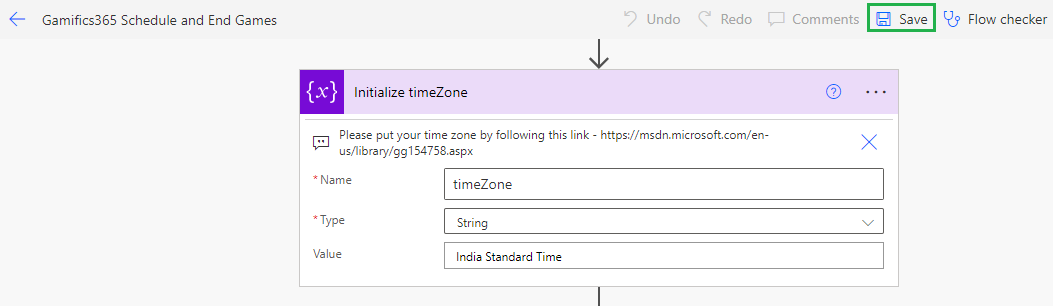 Gamifics365 Schedule and End Games
Undo
Redo
Comments
Save
Flow checker
{x}
Initialize timeZone
?
Please put your time zone by following this link - https://msdn.microsoft.com/en-
us/library/gg154758.aspx
* Name
timeZone
* Type
String
Value
India Standard Time